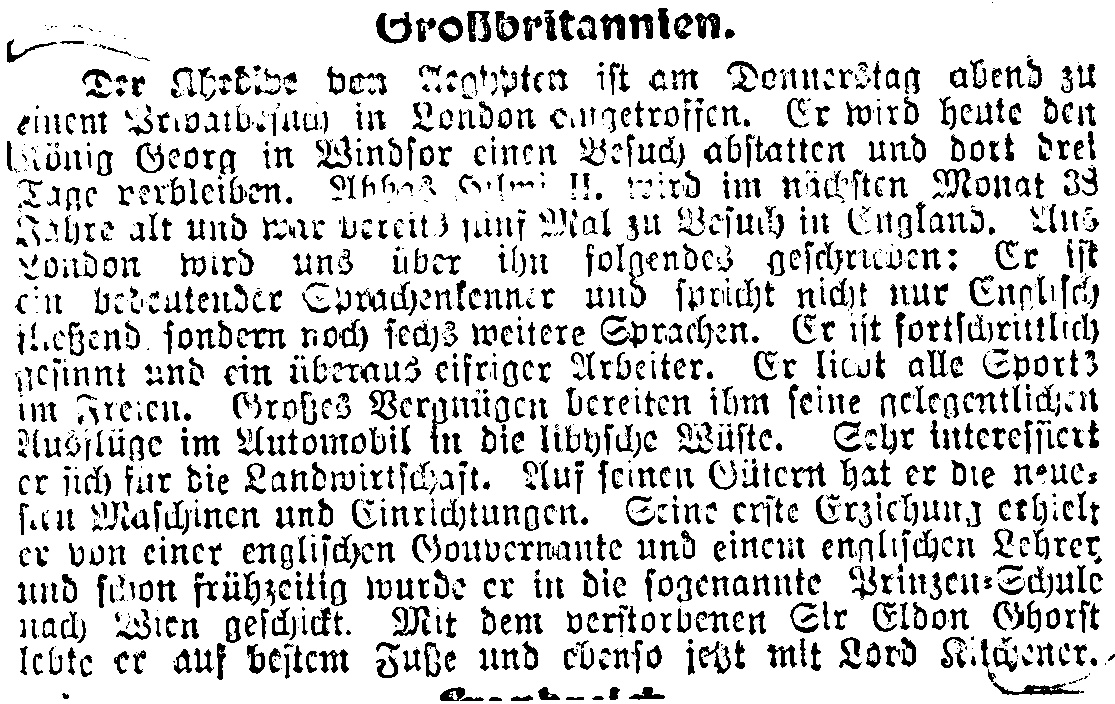 Großbritannien.
Der Khedive von Aegypten ist am Donnerstag abend zu
einem Privatbesuch in London eingetroffen. Er wird heute den
König Georg in Windsor einen Besuch abstatten und dort drei
Tage verbleiben. Abbas Hilmi II. wird im nächsten Monat 38
Jahre alt und war bereits fünf Mal zu Besuch in England. Aus
London wird uns über ihn folgendes geschrieben: Er ist
ein bedeutender Sprachenkenner und spricht nicht nur Englisch
fließend, sondern noch sechs weitere Sprachen. Er ist fortschrittlich
gesinnt und ein überaus eifriger Arbeiter. Er liebt alle Sports
im Freien. Großes Vergnügen bereiten ihm seine gelegentlichen
Ausflüge im Automobil in die libysche Wüste. Sehr interessiert
er sich für die Landwirtschaft. Auf seinen Gütern hat er die neue-
sten Maschinen und Einrichtungen. Seine erste Erziehung erhielt
er von einer englischen Gouvernante und einem englischen Lehrer
und schon frühzeitig wurde er in die sogenannte Prinzen-Schule
nach Wien geschickt. Mit dem verstorbenen Sir Eldon Ghorst
lebte er auf bestem Fuße und ebenso jetzt mit Lord Kitchener.
Frankreich